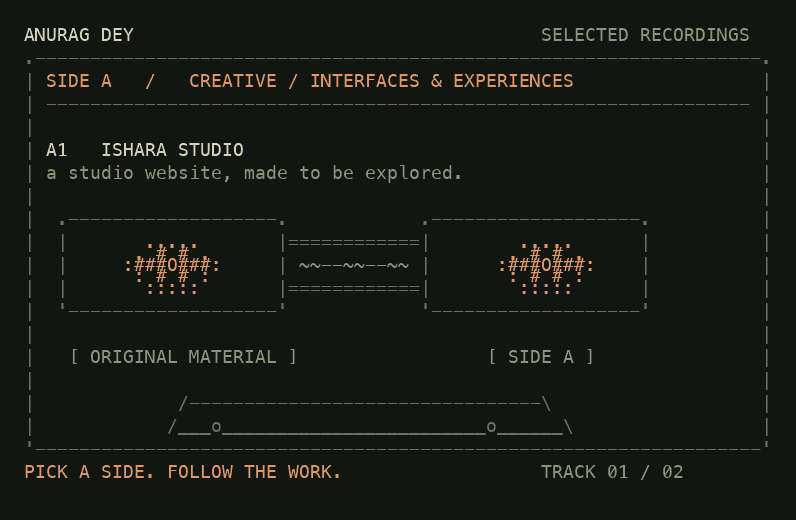 ANURAG DEY SELECTED RECORDINGS
SIDE A / CREATIVE / INTERFACES & EXPERIENCES
A1 ISHARA STUDIO
a studio website, made to be explored.
[ ORIGINAL MATERIAL ] [ SIDE A ]
PICK A SIDE. FOLLOW THE WORK. TRACK 01 / 02